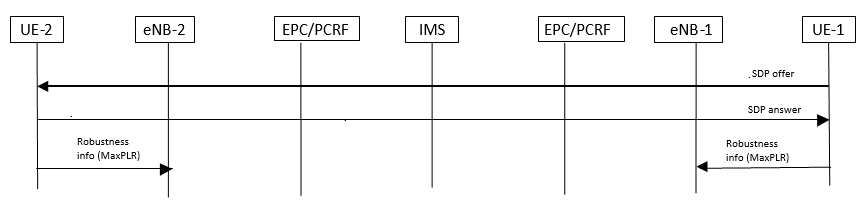 UE-2 eNB-2 EPC/PCRF IMS EPC/PCRF eNB-1 UE-1
SDP offer
SDP answer
Robustness
info (MaxPLR)
Robustness
info (MaxPLR)